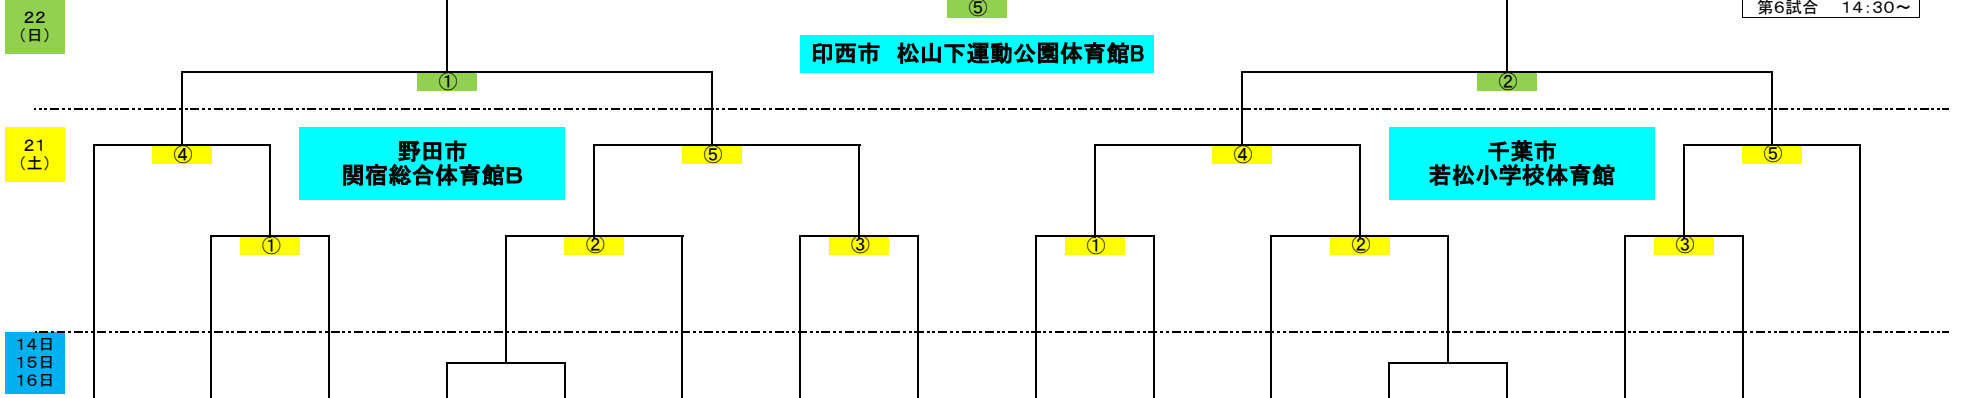 22
(日)
⑤
第6試合 14:30~
印西市 松山下運動公園体育館B
①
②
21
(土)
④
野田市
関宿総合体育館B
⑤
④
千葉市
若松小学校体育館
⑤
①
②
③
①
②
③
14日
15日
16日